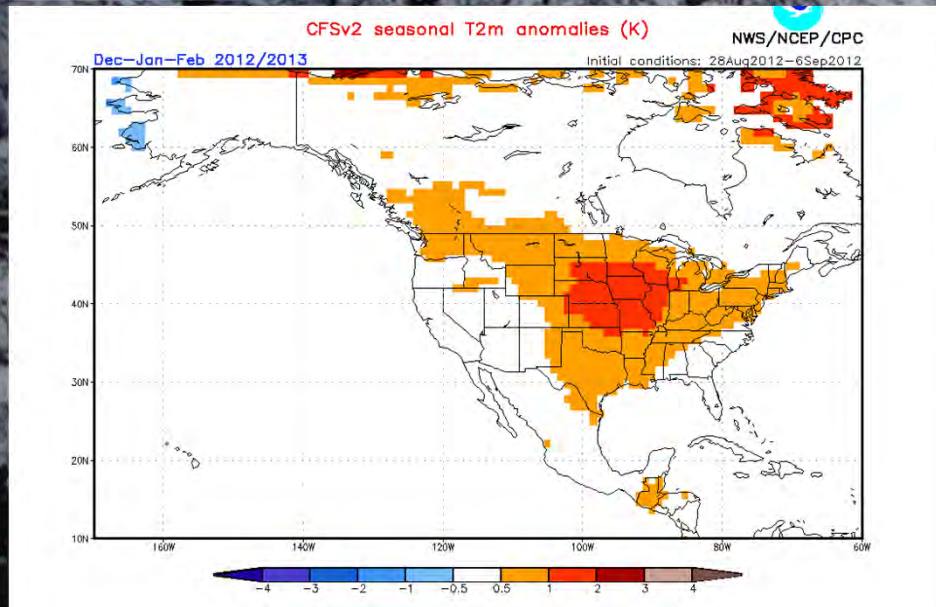 CFSv2 seasonal T2m anomalies (K)
NWS/NCEP/CPC
Dec-Jan-Feb 2012/2013
Initial conditions: 28Aug2012-6Sep2012
70N
60N
50N
40N
30N
20N
10N
160W 140W 120W 100W 80W 60W
-4 -3 -2 -1 -0.5 0.5 1 2 3 4